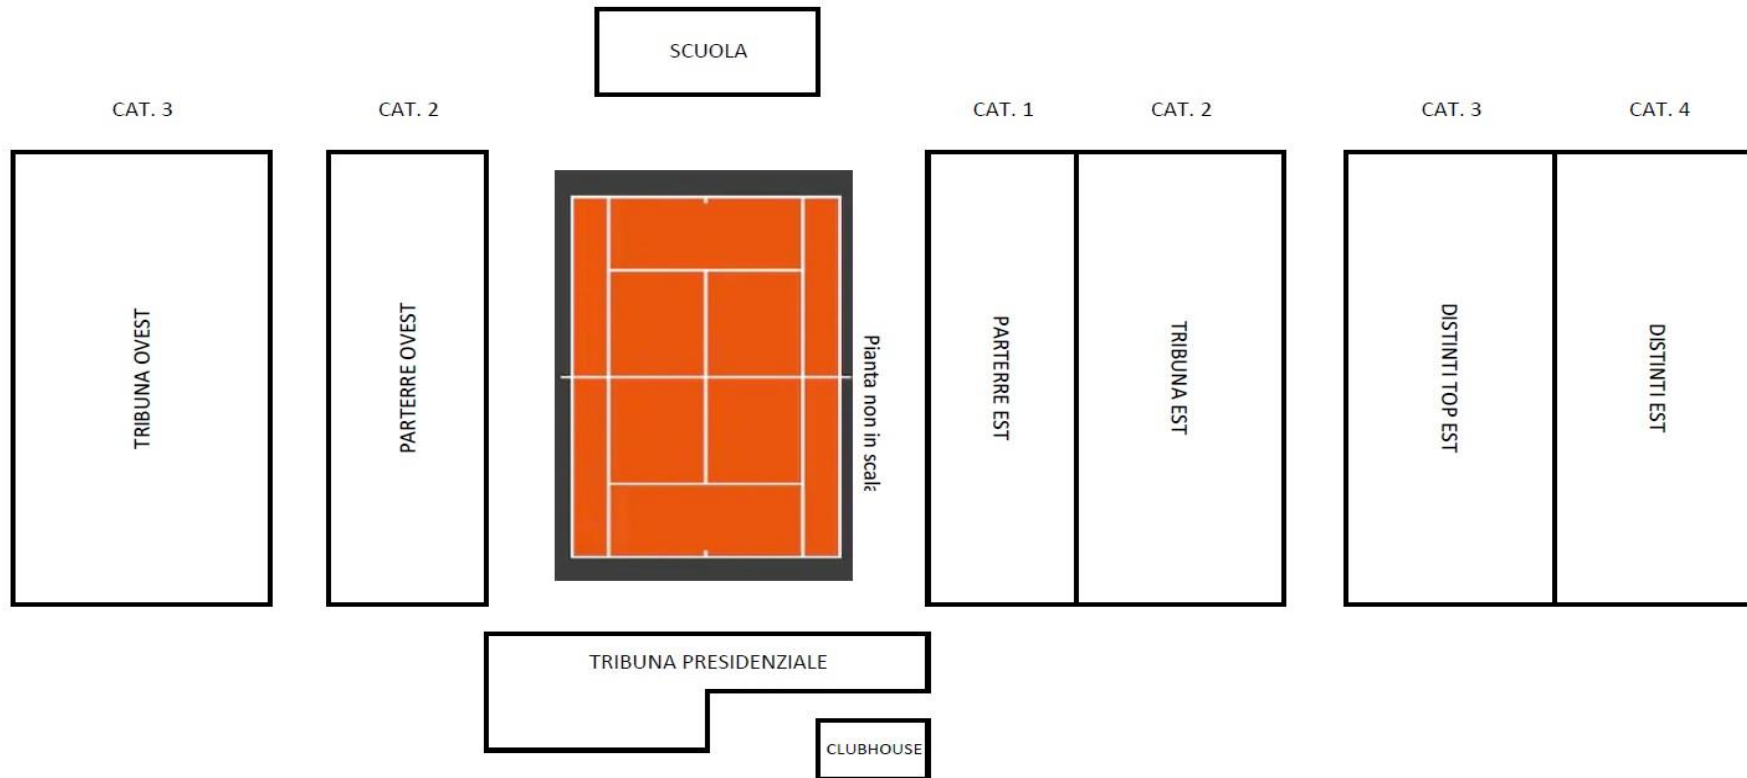 SCUOLA
CAT. 3
CAT. 2
CAT. 1
CAT. 2
CAT. 3
CAT. 4
TRIBUNA OVEST
PARTERRE OVEST
Pianta non in scala
PARTERRE EST
TRIBUNA EST
DISTINTI TOP EST
DISTINTI EST
TRIBUNA PRESIDENZIALE
CLUBHOUSE